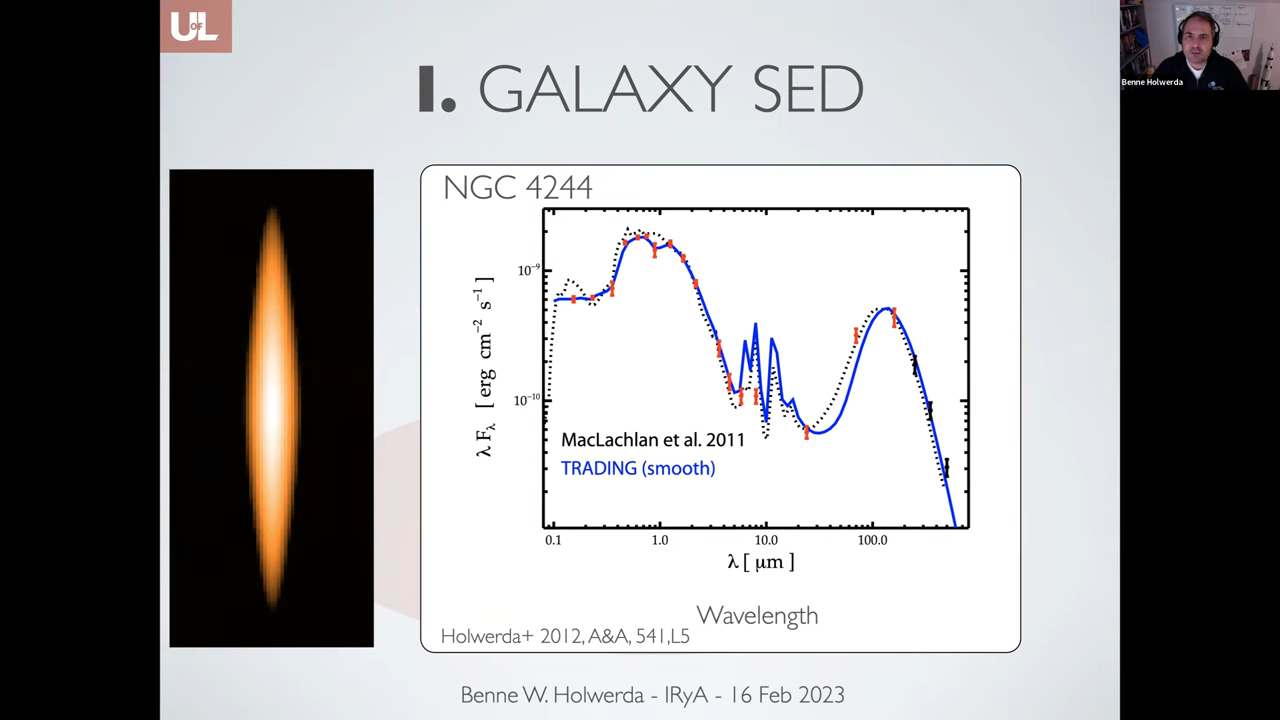 UOFL
I. GALAXY SED
Benne Holwerda
NGC 4244
10⁻⁹
10⁻¹⁰
λ Fλ [ erg cm⁻² s⁻¹ ]
MacLachlan et al. 2011
TRADING (smooth)
0.1 1.0 10.0 100.0
λ [ μm ]
Wavelength
Holwerda+ 2012, A&A, 541,L5
Benne W. Holwerda - IRyA - 16 Feb 2023